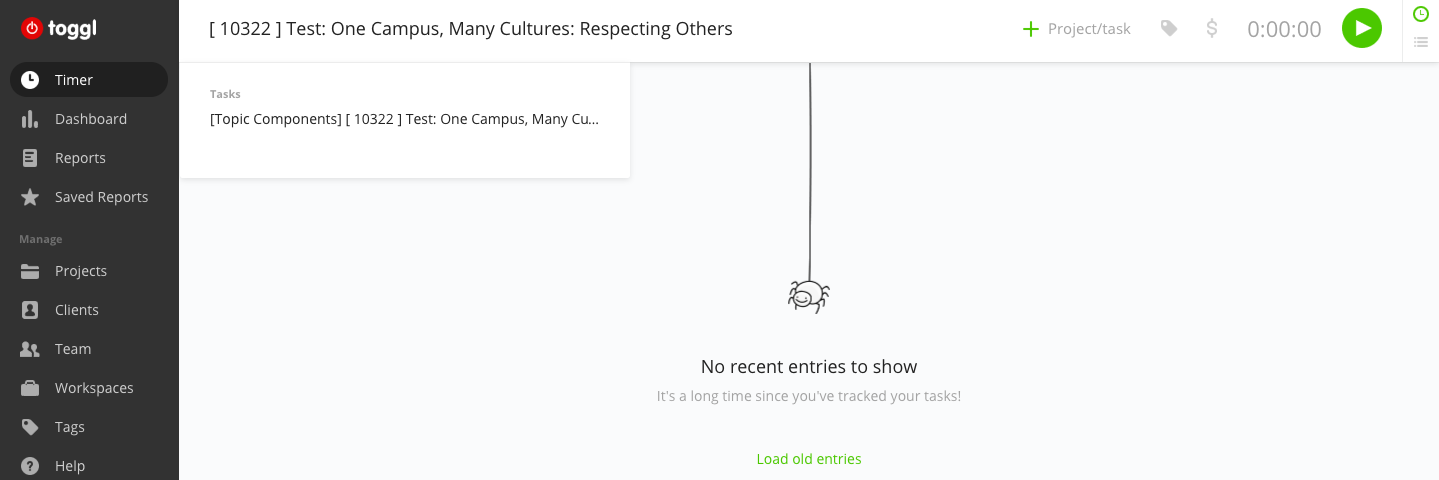 toggl
[ 10322 ] Test: One Campus, Many Cultures: Respecting Others
Project/task
$
0:00:00
Timer
Dashboard
Reports
Saved Reports
Manage
Projects
Clients
Team
Workspaces
Tags
Help
Tasks
[Topic Components] [ 10322 ] Test: One Campus, Many Cu...
No recent entries to show
It's a long time since you've tracked your tasks!
Load old entries